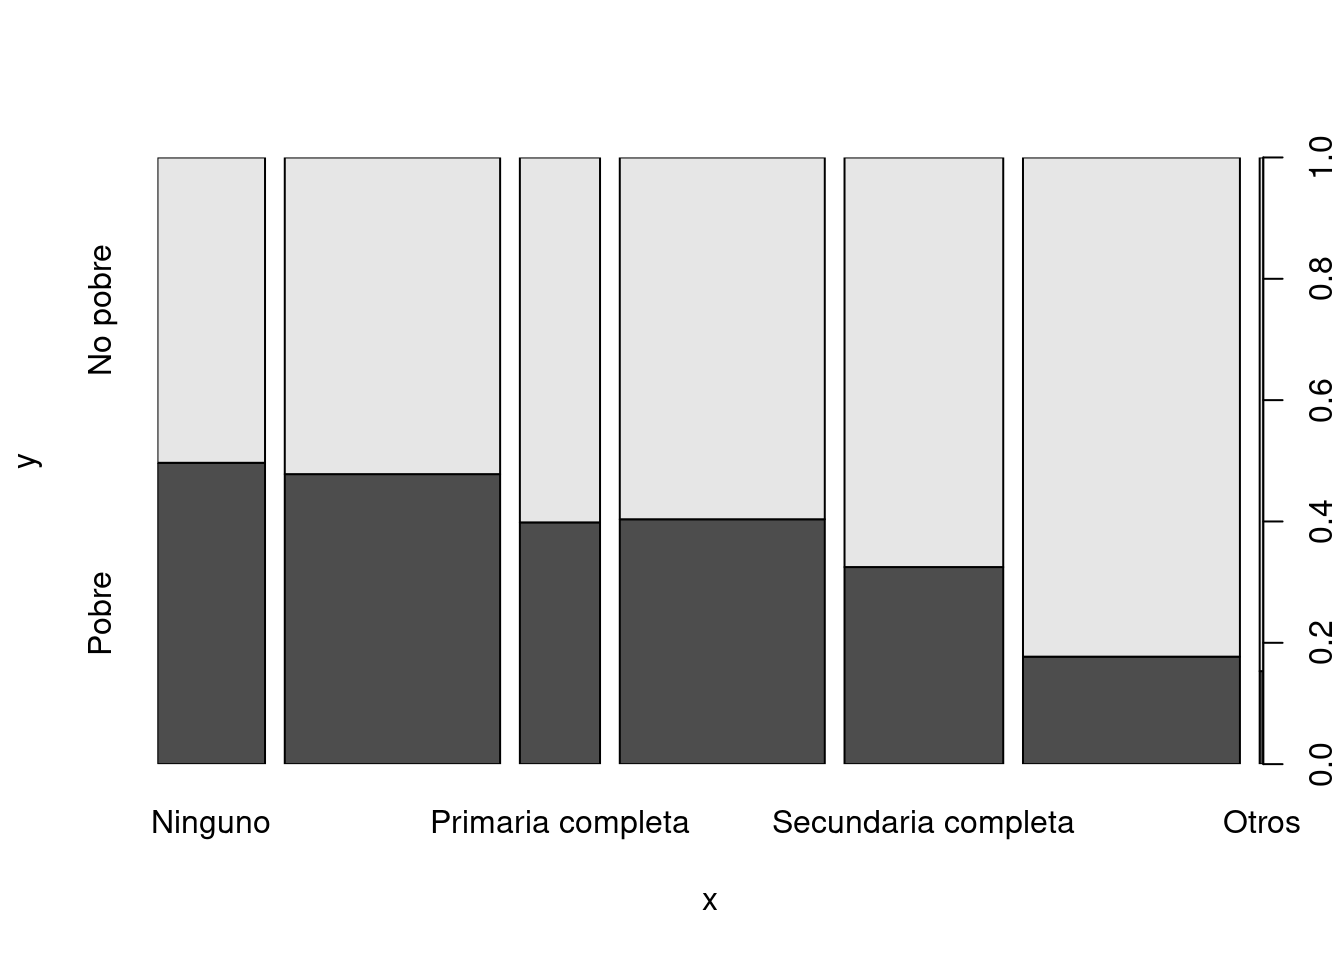 y
No pobre
Pobre
1.0
0.8
0.6
0.4
0.2
0.0
Ninguno
Primaria completa
Secundaria completa
Otros
x